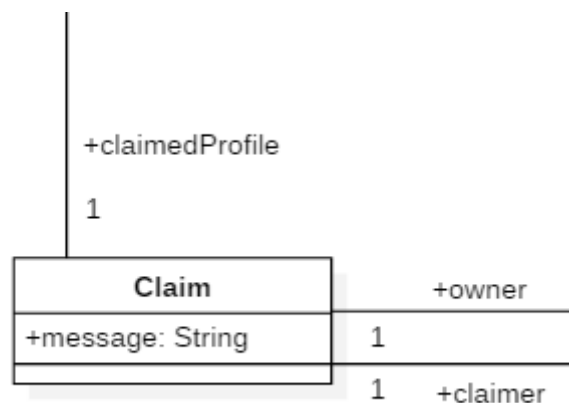 +claimedProfile
1
Claim
+owner
+message: String
1
1
+claimer